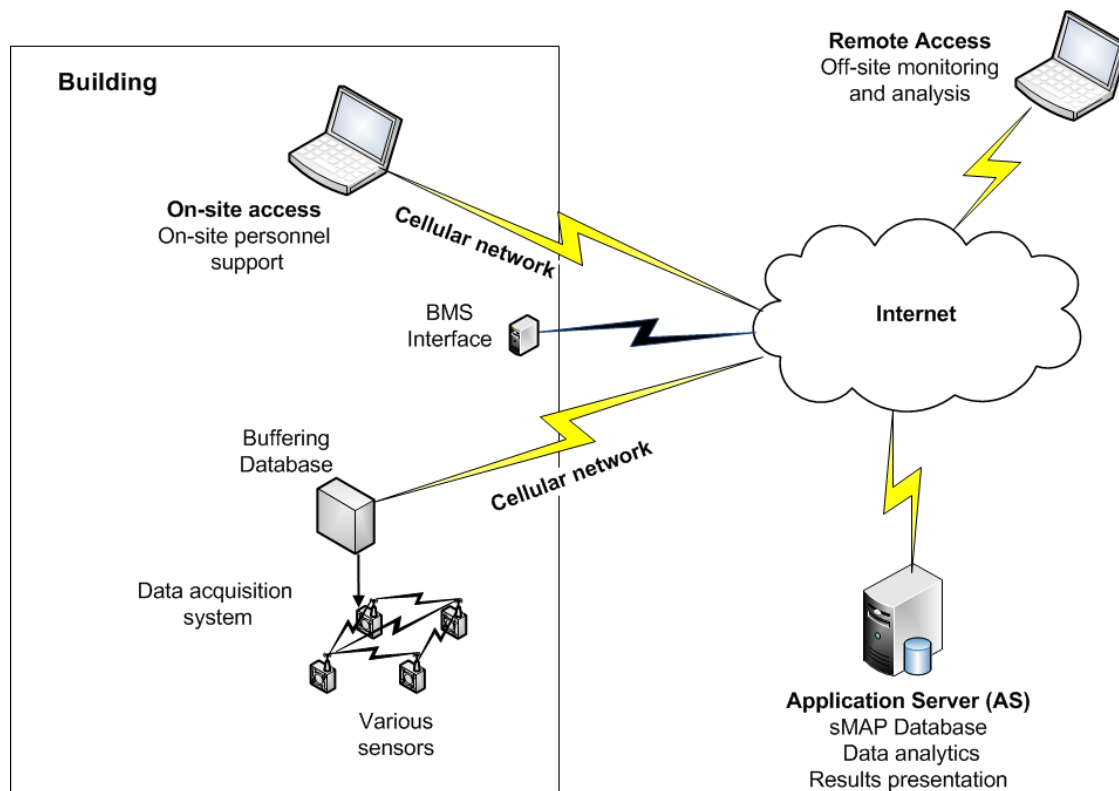 Building
On-site access
On-site personnel
support
Cellular network
BMS
Interface
Buffering
Database
Cellular network
Data acquisition
system
Various
sensors
Remote Access
Off-site monitoring
and analysis
Internet
Application Server (AS)
sMAP Database
Data analytics
Results presentation